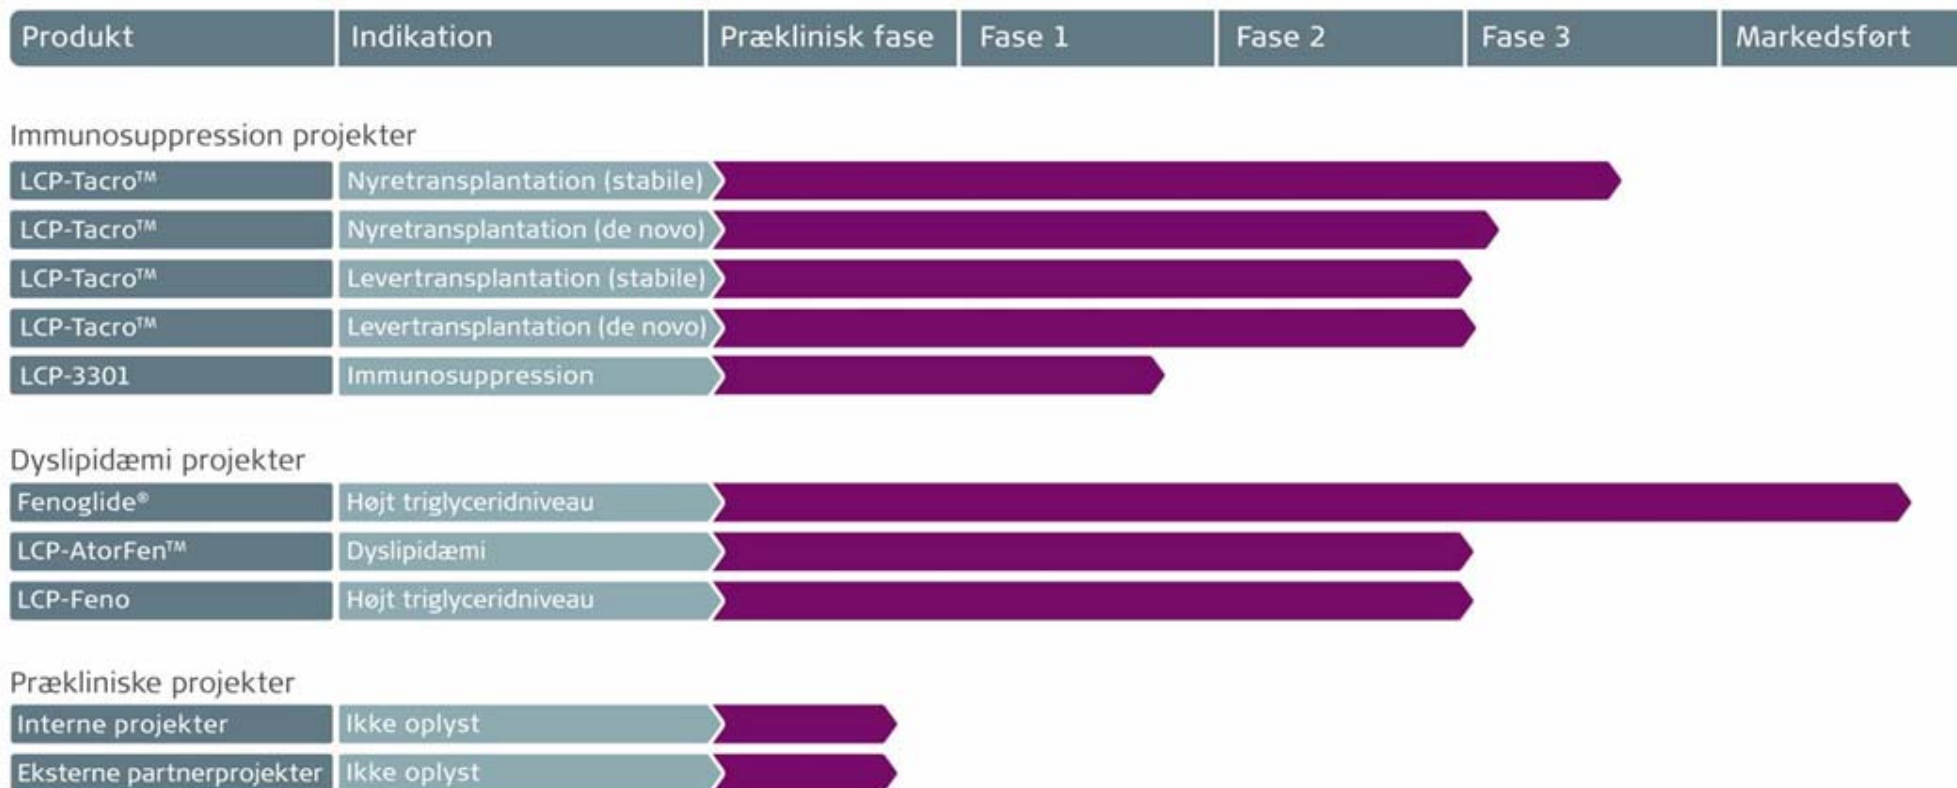 Produkt Indikation Præklinisk fase Fase 1 Fase 2 Fase 3 Markedsført
Immunosuppression projekter
LCP-Tacro™ Nyretransplantation (stabile)
LCP-Tacro™ Nyretransplantation (de novo)
LCP-Tacro™ Levertransplantation (stabile)
LCP-Tacro™ Levertransplantation (de novo)
LCP-3301 Immunosuppression
Dyslipidæmi projekter
Fenoglide® Højt triglyceridniveau
LCP-AtorFen™ Dyslipidæmi
LCP-Feno Højt triglyceridniveau
Prækliniske projekter
Interne projekter Ikke oplyst
Eksterne partnerprojekter Ikke oplyst